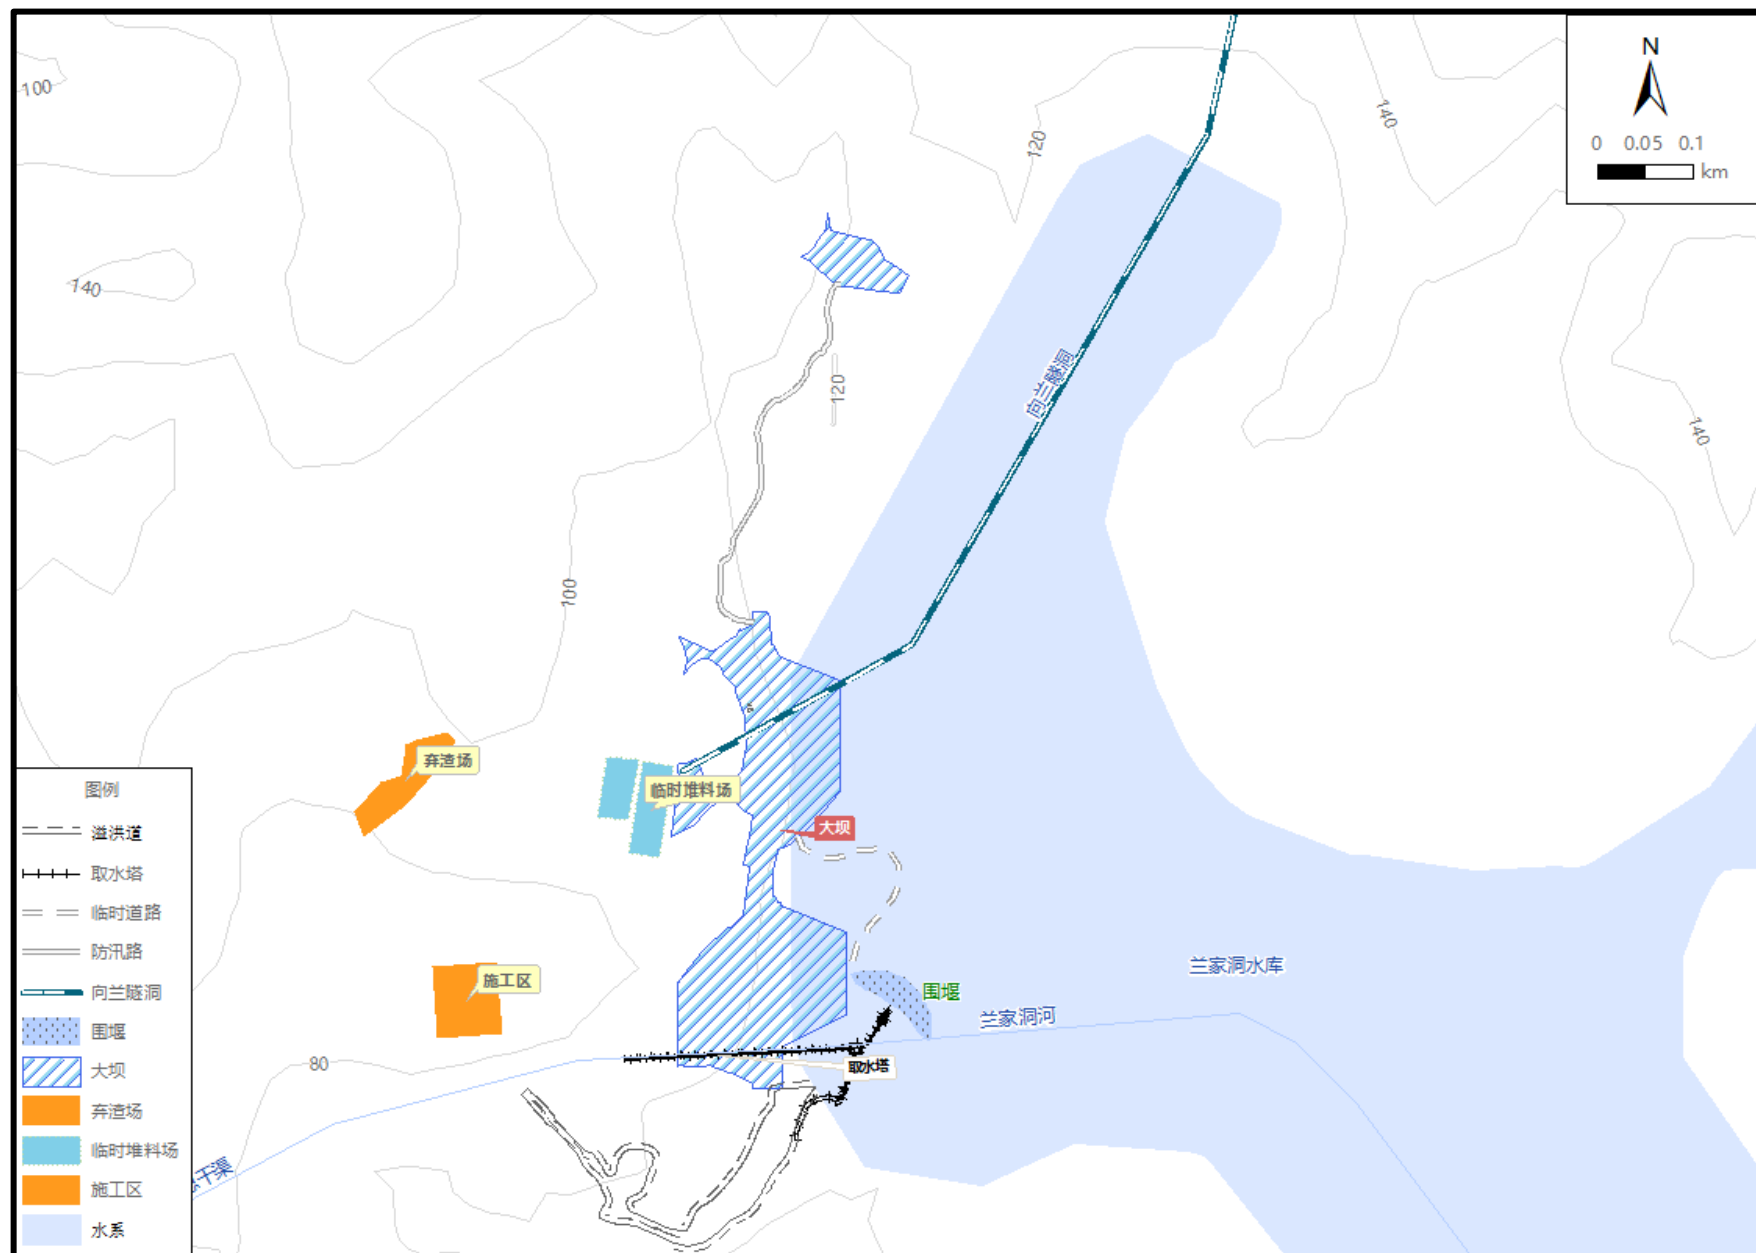 N
0 0.05 0.1
km
100
120
140
140
120
向兰隧洞
140
100
弃渣场
临时堆料场
大坝
施工区
围堰
兰家洞水库
兰家洞河
取水塔
80
干渠
图例
溢洪道
取水塔
临时道路
防汛路
向兰隧洞
围堰
大坝
弃渣场
临时堆料场
施工区
水系